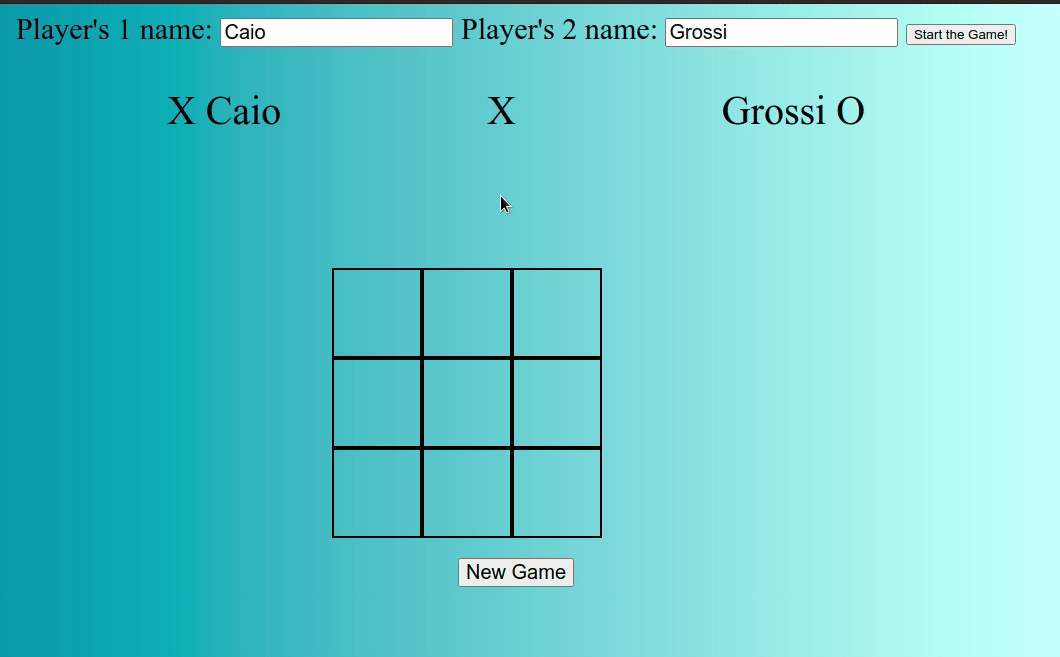 Player's 1 name: Caio Player's 2 name: Grossi Start the Game!
X Caio X Grossi O
New Game